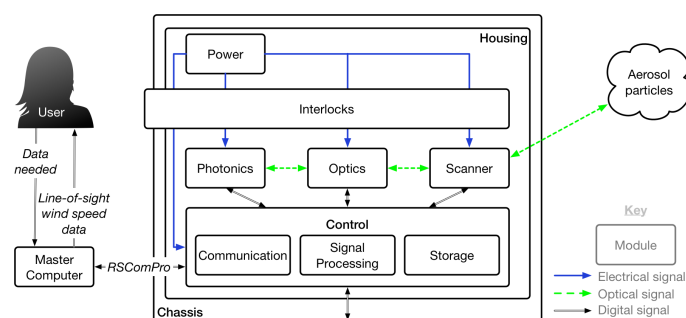 Housing
Power
Aerosol
particles
Interlocks
User
Photonics
Optics
Scanner
Data
needed
Line-of-sight
wind speed
data
Control
Communication
Signal
Processing
Storage
Master
Computer
RSComPro
Chassis
Key
Module
Electrical signal
Optical signal
Digital signal